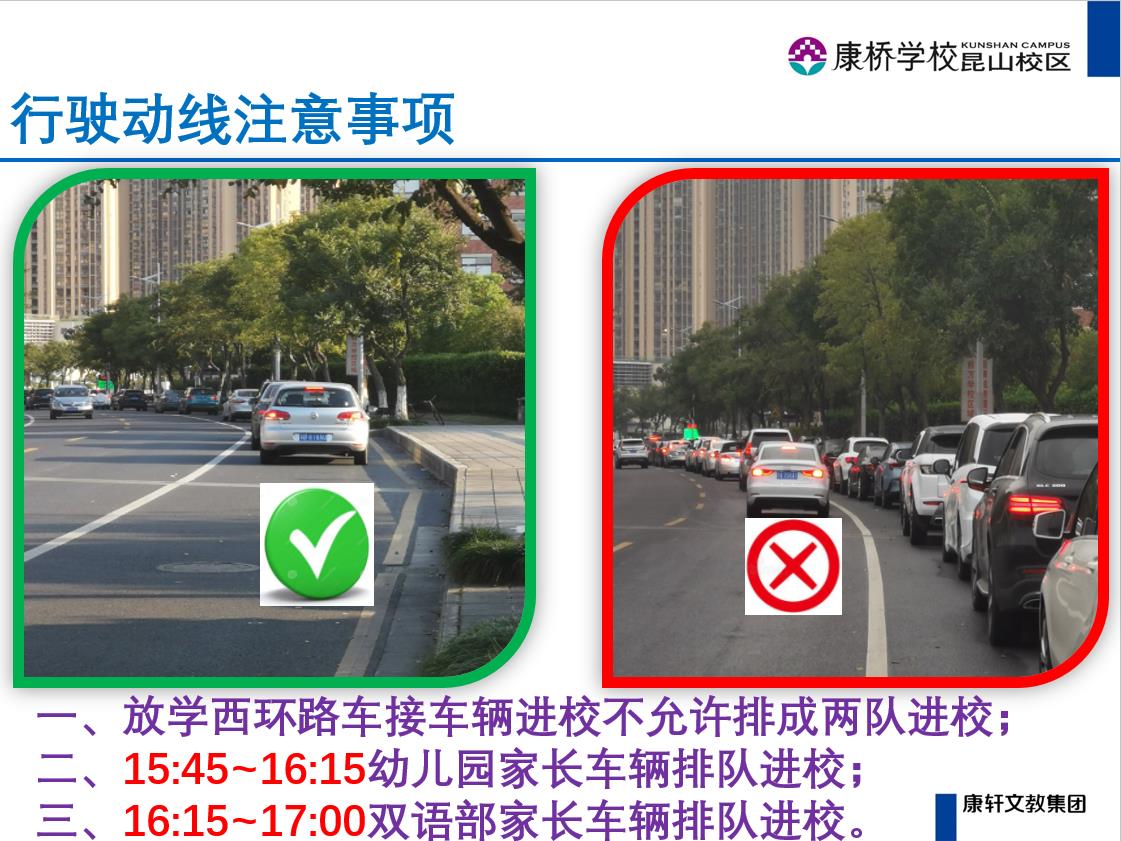 康桥学校 KUNSHAN CAMPUS 昆山校区
行驶动线注意事项
GLC 300
一、放学西环路车接车辆进校不允许排成两队进校；
二、15:45~16:15幼儿园家长车辆排队进校；
三、16:15~17:00双语部家长车辆排队进校。
康轩文教集团